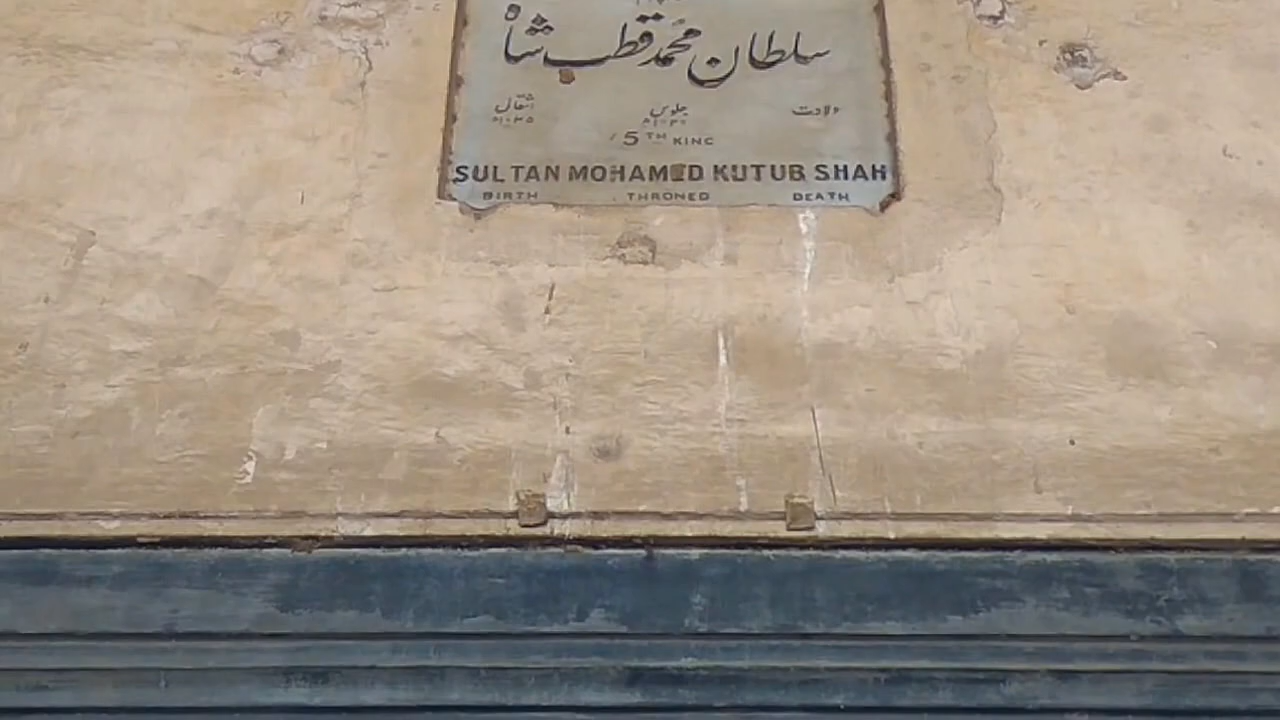 سلطان محمد قطب شاہ
ولادت جلوس انتقال
5TH KING
SULTAN MOHAMED KUTUB SHAH
BIRTH THRONED DEATH